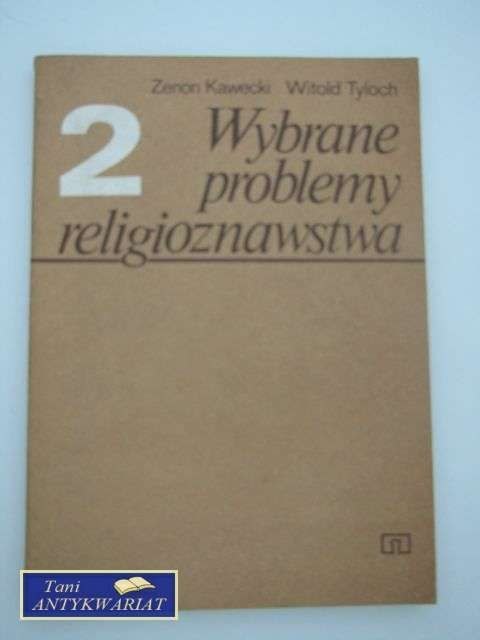 Zenon Kawecki Witold Tyloch
2 Wybrane
problemy
religioznawstwa
Tani
ANTYKWARIAT